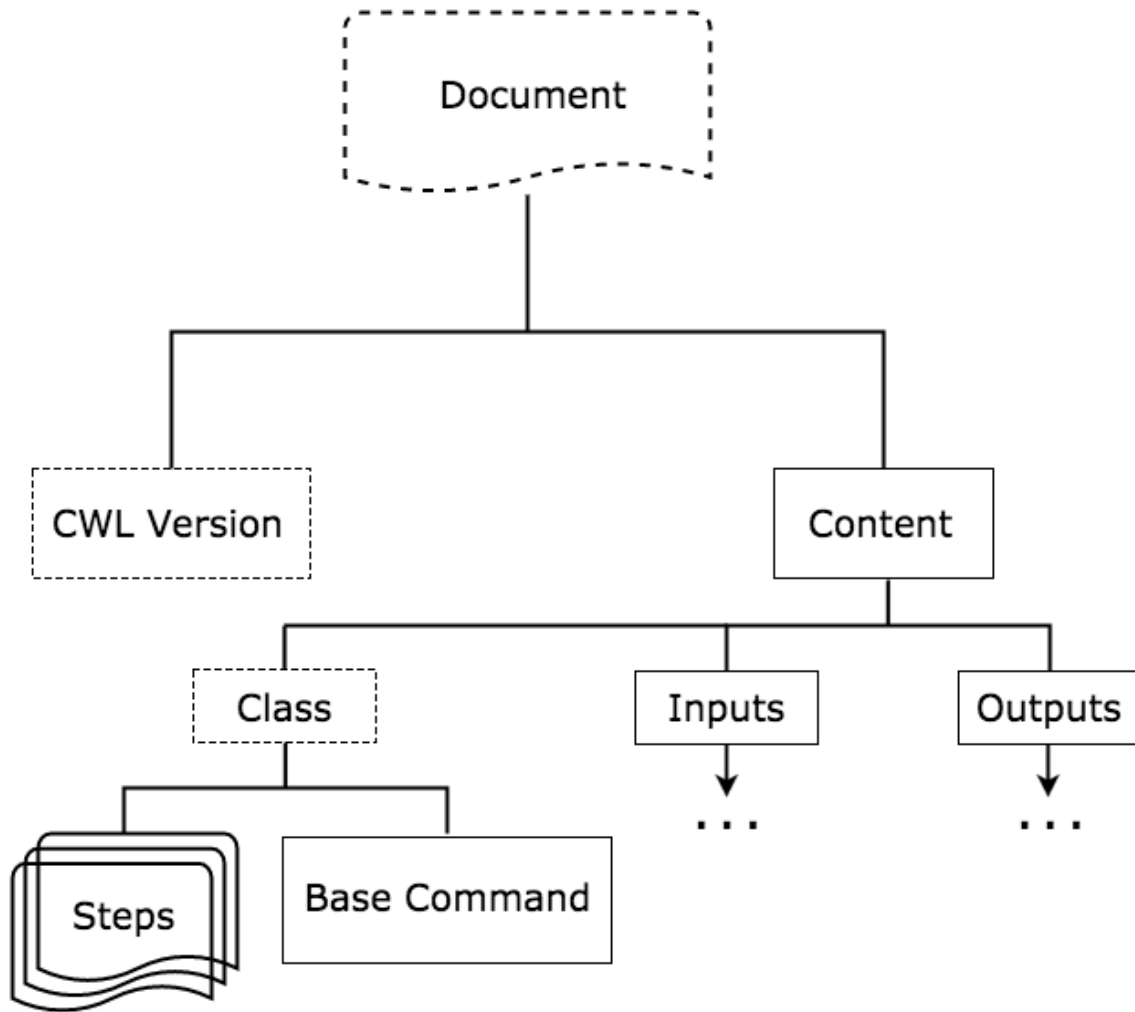 Document
CWL Version
Content
Class
Inputs
Outputs
...
...
Steps
Base Command